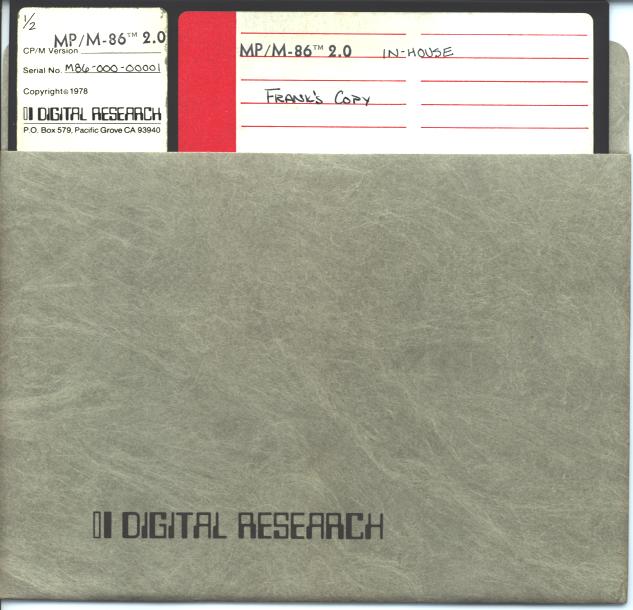 1/2
MP/M-86™ 2.0
CP/M Version
Serial No. M86-000-00001
Copyright© 1978
DIGITAL RESEARCH
P.O. Box 579, Pacific Grove CA 93940
MP/M-86™ 2.0 IN-HOUSE
FRANK'S COPY
DIGITAL RESEARCH